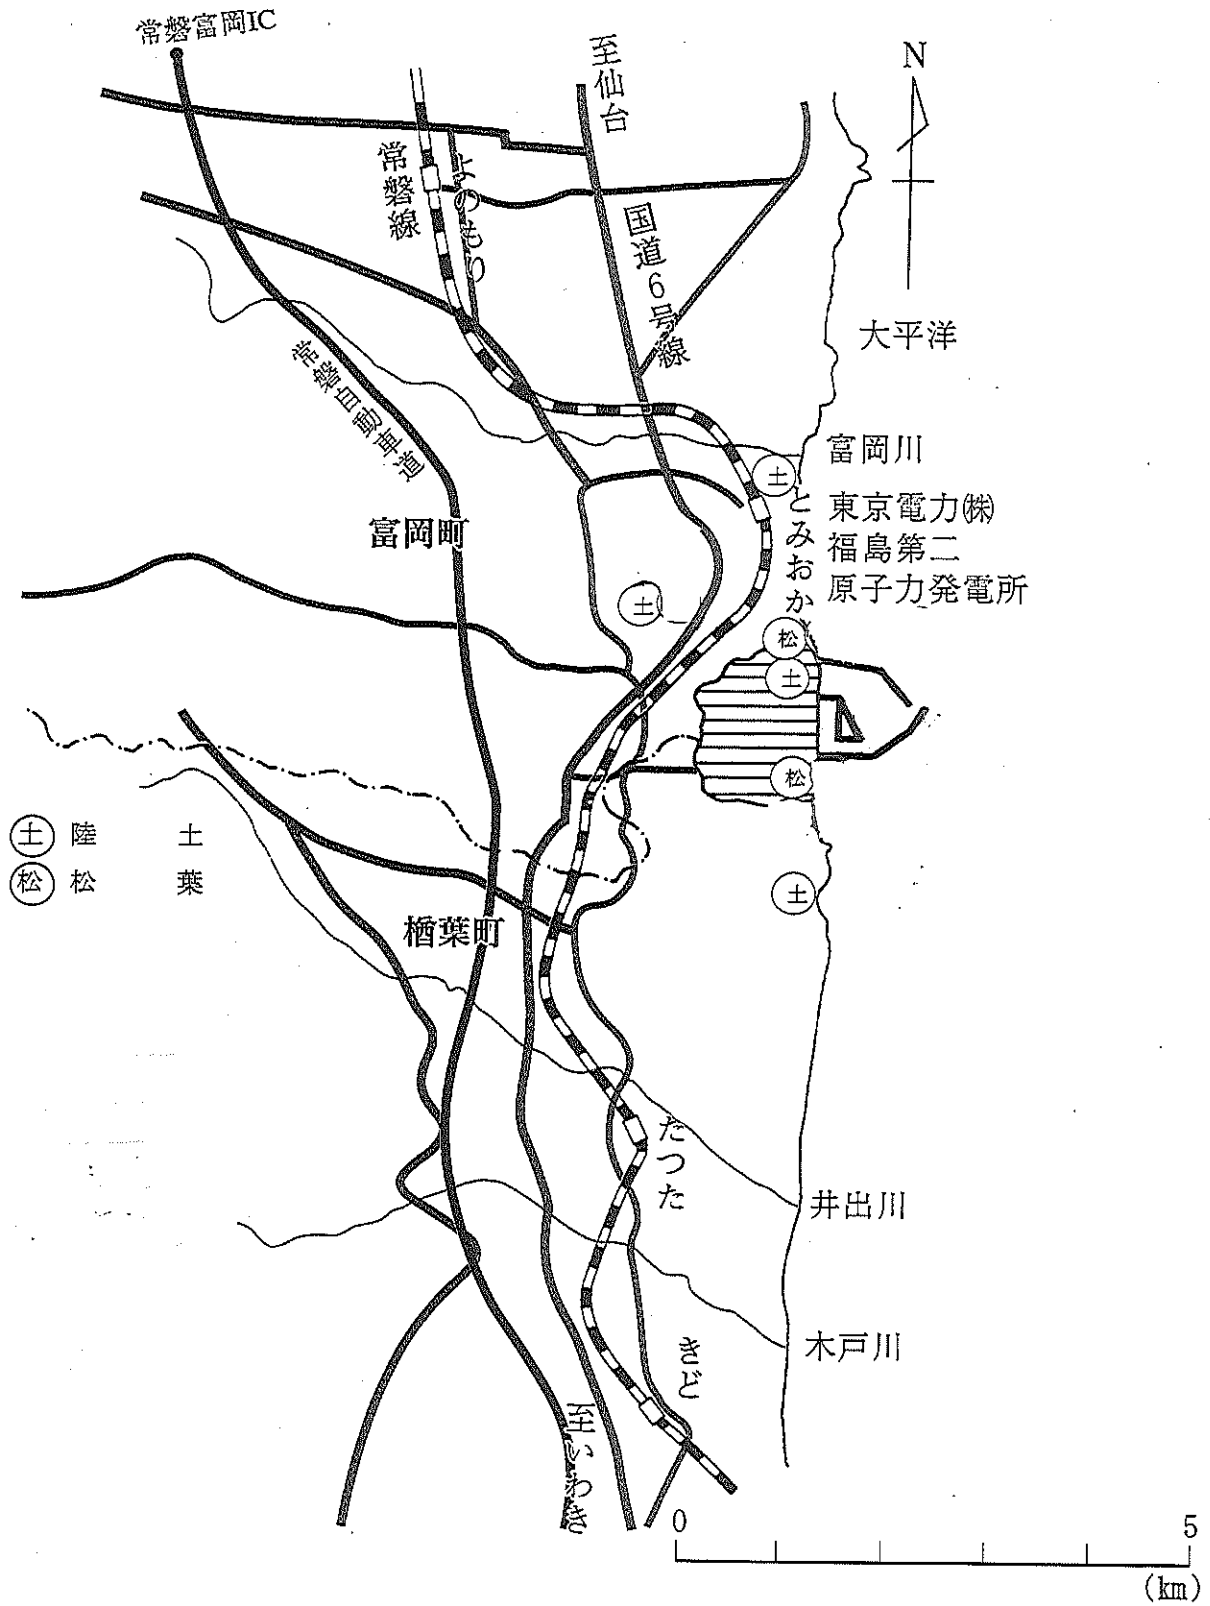 常磐富岡IC
至仙台
N
常磐線
よのもり
国道6号線
大平洋
常磐自動車道
富岡川
土
とみおか
東京電力㈱
福島第二
原子力発電所
富岡町
土
松
土
松
土 陸 土
松 松 葉
土
楢葉町
たつた
井出川
きど
木戸川
至いわき
0
5
(km)